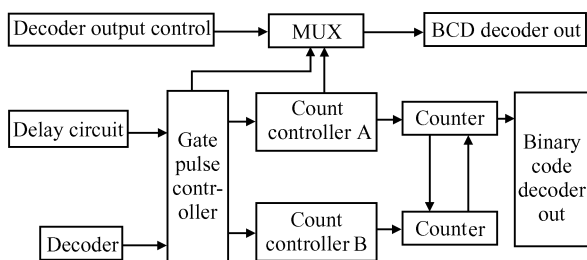 Decoder output control
MUX
BCD decoder out
Delay circuit
Gate
pulse
contr-
roller
Count
controller A
Counter
Binary
code
decoder
out
Decoder
Count
controller B
Counter